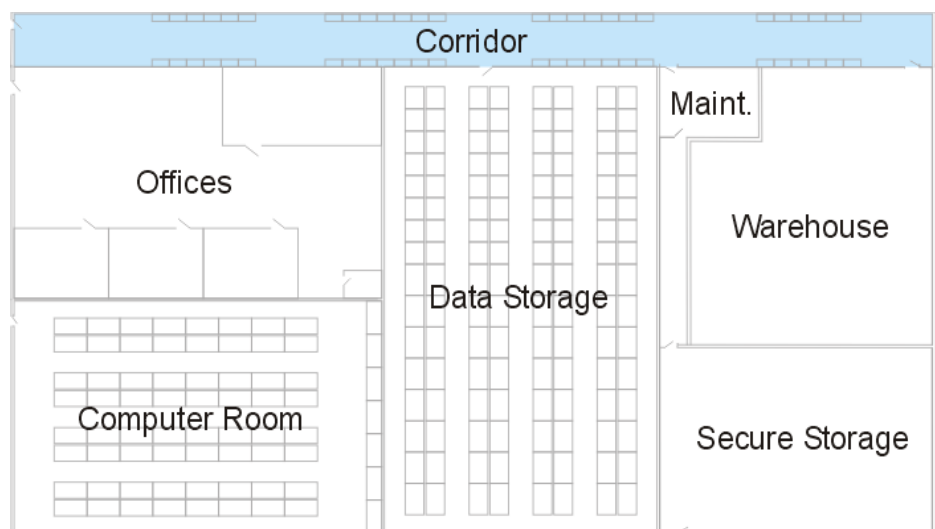 Corridor
Maint.
Offices
Warehouse
Data Storage
Computer Room
Secure Storage